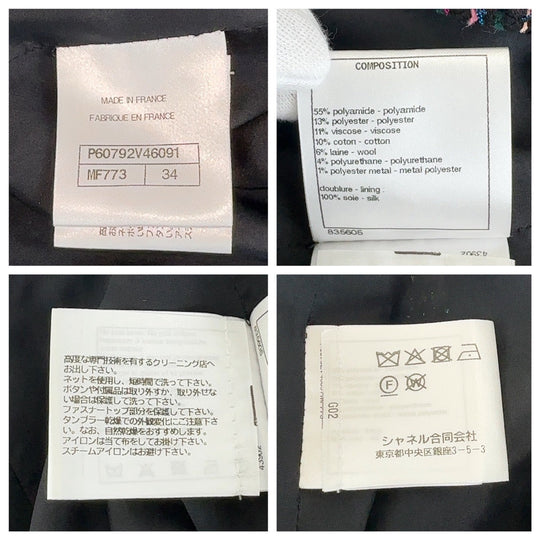 MADE IN FRANCE
FABRIQUE EN FRANCE
P60792V46091
MF773 34
COMPOSITION
55% polyamide - polyamide
13% polyester - polyester
11% viscose - viscose
10% coton - cotton
6% laine - wool
4% polyurethane - polyurethane
1% polyester metal - metal polyester
doublure - lining :
100% soie - silk
835605
43902
高度な専門技術を有するクリーニング店へ
お出し下さい。
ネットを使用し、短時間で洗って下さい。
ボタンや付属品は取り外すか、取り外せな
い場合は保護して洗って下さい。
ファスナートップ部分を保護して下さい。
タンブラー乾燥での外観変化にご注意下
さい。なお、自然乾燥をおすすめします。
アイロンは当て布をしてお掛け下さい。
スチームアイロンはお避け下さい。
43902
G02
F W
シャネル合同会社
東京都中央区銀座3-5-3